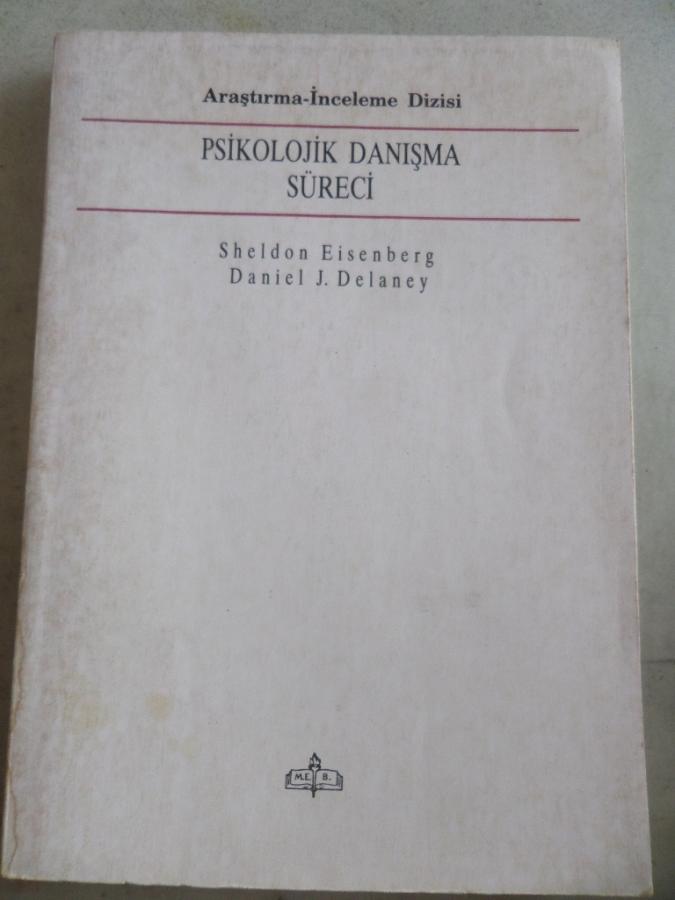 Araştırma-İnceleme Dizisi
PSİKOLOJİK DANIŞMA
SÜRECİ
Sheldon Eisenberg
Daniel J. Delaney
M.E. B.